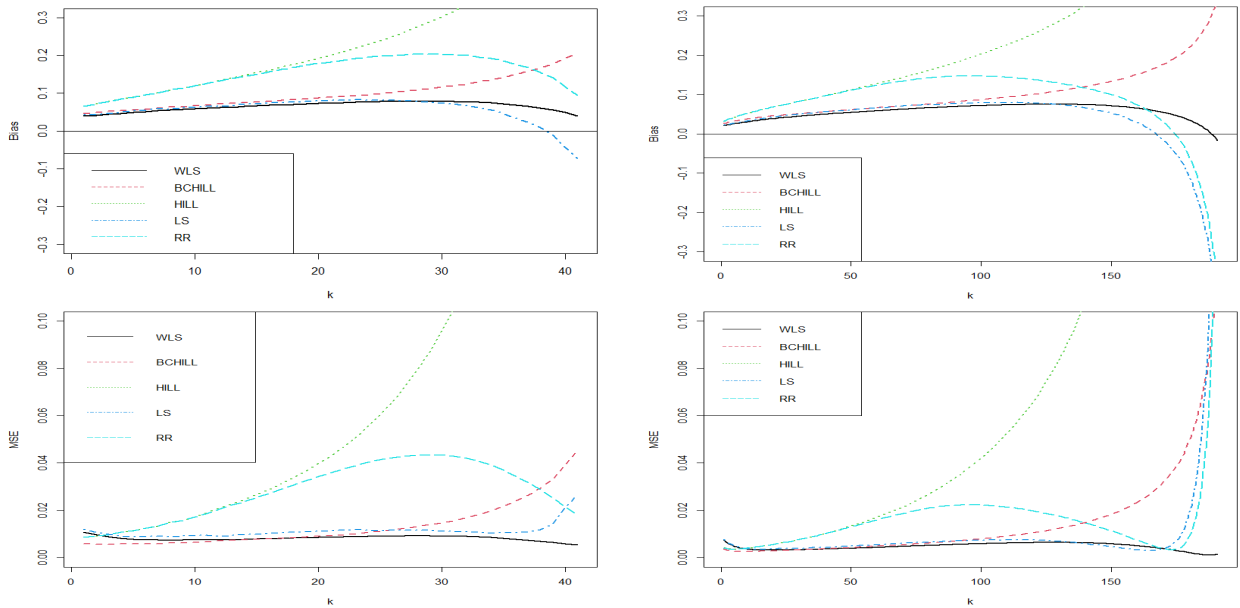 Bias
0.3
0.2
0.1
0.0
-0.1
-0.2
-0.3
WLS
BCHILL
HILL
LS
RR
0 10 20 30 40
k
Bias
0.3
0.2
0.1
0.0
-0.1
-0.2
-0.3
WLS
BCHILL
HILL
LS
RR
0 50 100 150
k
MSE
0.10
0.08
0.06
0.04
0.02
0.00
WLS
BCHILL
HILL
LS
RR
0 10 20 30 40
k
MSE
0.10
0.08
0.06
0.04
0.02
0.00
WLS
BCHILL
HILL
LS
RR
0 50 100 150
k